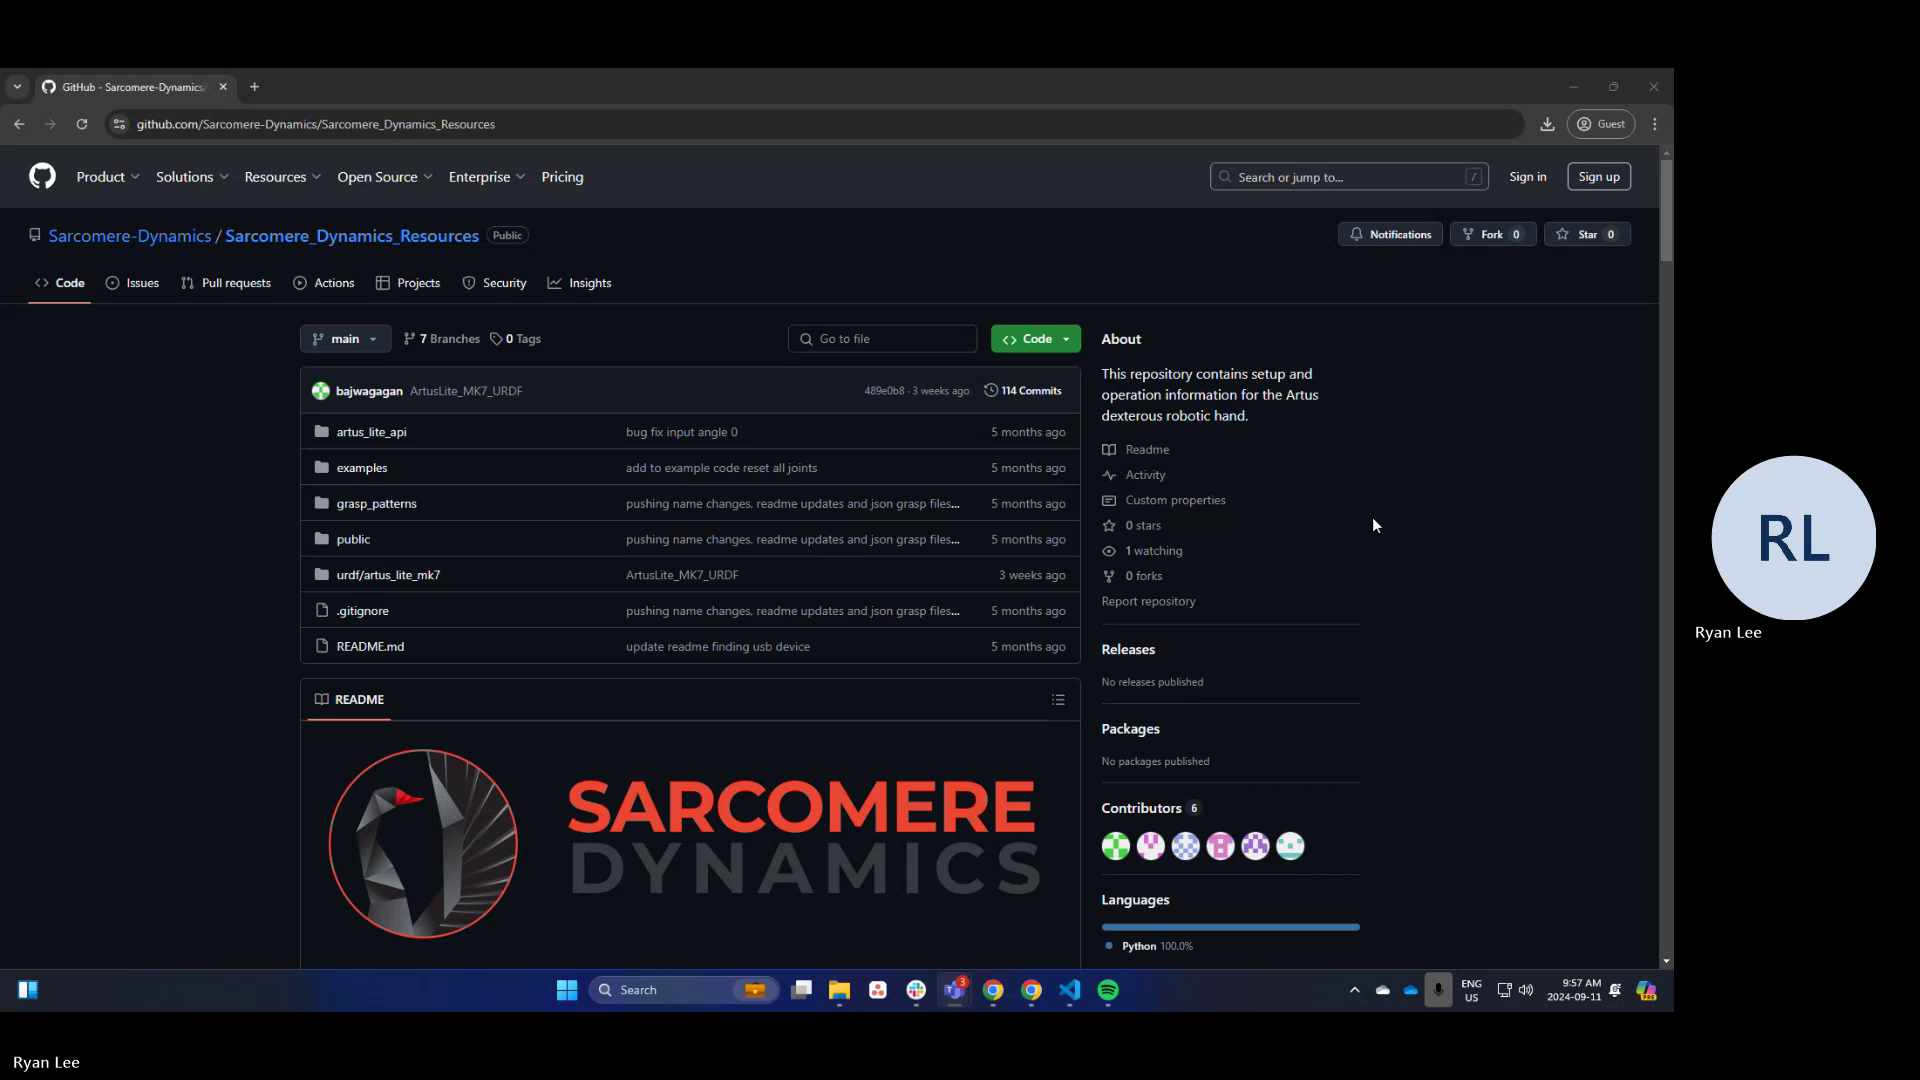 GitHub - Sarcomere-Dynamics/
github.com/Sarcomere-Dynamics/Sarcomere_Dynamics_Resources
Guest
Product
Solutions
Resources
Open Source
Enterprise
Pricing
Search or jump to...
/
Sign in
Sign up
Sarcomere-Dynamics / Sarcomere_Dynamics_Resources
Public
Notifications
Fork 0
Star 0
Code
Issues
Pull requests
Actions
Projects
Security
Insights
main
7 Branches
0 Tags
Go to file
Code
bajwagagan ArtusLite_MK7_URDF 489e0b8 · 3 weeks ago 114 Commits
artus_lite_api bug fix input angle 0 5 months ago
examples add to example code reset all joints 5 months ago
grasp_patterns pushing name changes, readme updates and json grasp files... 5 months ago
public pushing name changes, readme updates and json grasp files... 5 months ago
urdf/artus_lite_mk7 ArtusLite_MK7_URDF 3 weeks ago
.gitignore pushing name changes, readme updates and json grasp files... 5 months ago
README.md update readme finding usb device 5 months ago
README
SARCOMERE
DYNAMICS
About
This repository contains setup and
operation information for the Artus
dexterous robotic hand.
Readme
Activity
Custom properties
0 stars
1 watching
0 forks
Report repository
Releases
No releases published
Packages
No packages published
Contributors 6
Languages
Python 100.0%
Search
3
ENG
US
9:57 AM
2024-09-11
PRE
RL
Ryan Lee
Ryan Lee